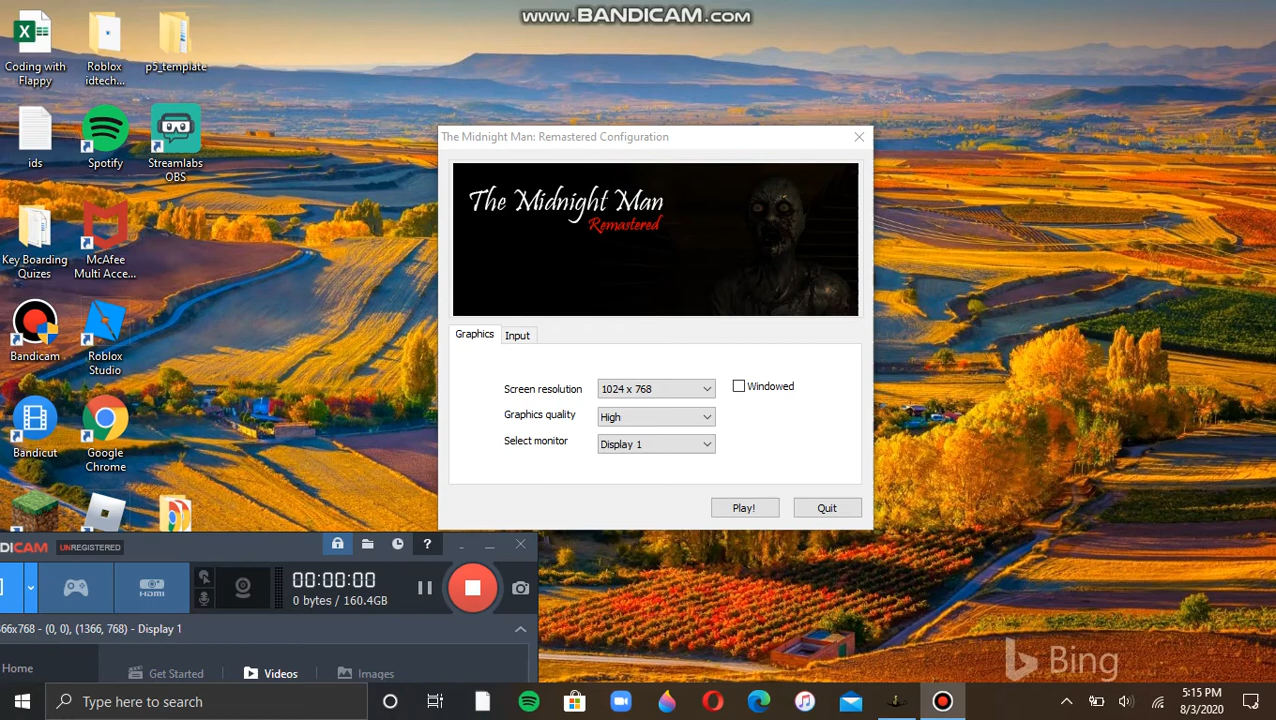 www.BANDICAM.com
Coding with
Flappy
Roblox
idtech...
p5_template
ids
Spotify
Streamlabs
OBS
Key Boarding
Quizes
McAfee
Multi Acce...
Bandicam
Roblox
Studio
Bandicut
Google
Chrome
The Midnight Man: Remastered Configuration
The Midnight Man
Remastered
Graphics
Input
Screen resolution
1024 x 768
Windowed
Graphics quality
High
Select monitor
Display 1
Play!
Quit
DICAM
UNREGISTERED
?
HDMI
00:00:00
0 bytes / 160.4GB
66x768 - (0, 0), (1366, 768) - Display 1
Home
Get Started
Videos
Images
Bing
Type here to search
5:15 PM
8/3/2020